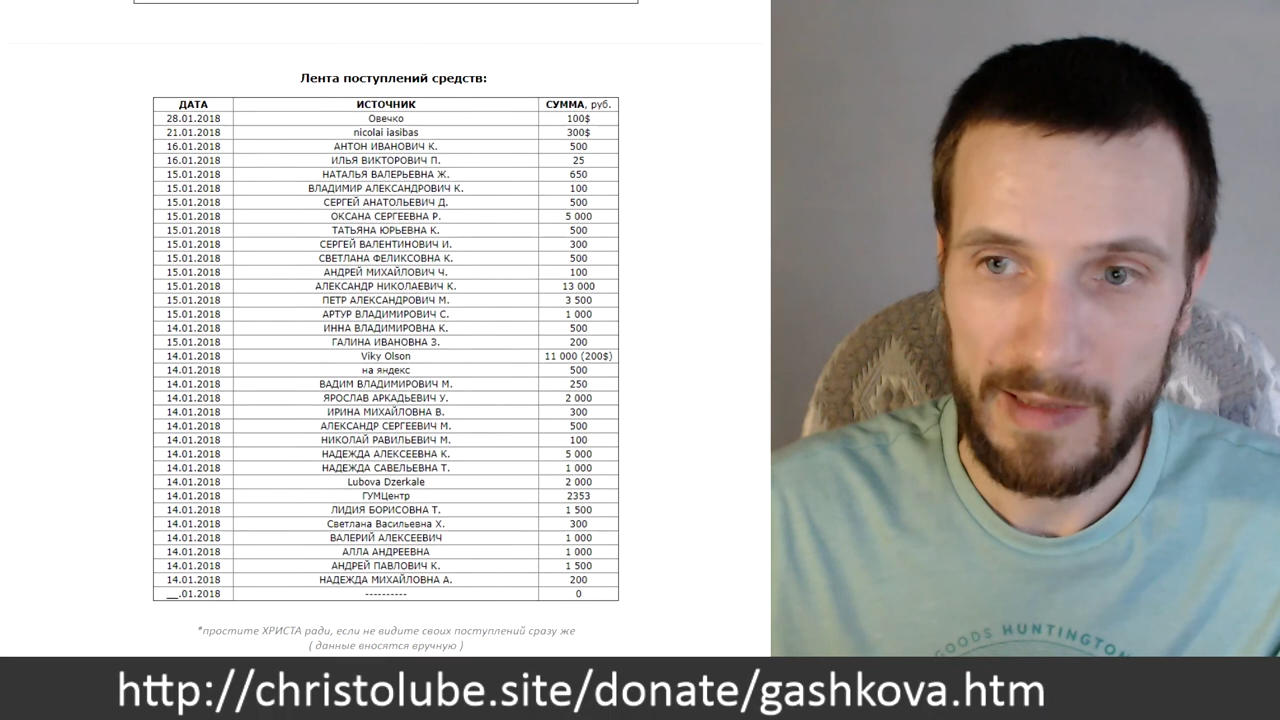 Лента поступлений средств:
ДАТА ИСТОЧНИК СУММА, руб.
28.01.2018 Овечко 100$
21.01.2018 nicolai iasibas 300$
16.01.2018 АНТОН ИВАНОВИЧ К. 500
16.01.2018 ИЛЬЯ ВИКТОРОВИЧ П. 25
15.01.2018 НАТАЛЬЯ ВАЛЕРЬЕВНА Ж. 650
15.01.2018 ВЛАДИМИР АЛЕКСАНДРОВИЧ К. 100
15.01.2018 СЕРГЕЙ АНАТОЛЬЕВИЧ Д. 500
15.01.2018 ОКСАНА СЕРГЕЕВНА Р. 5 000
15.01.2018 ТАТЬЯНА ЮРЬЕВНА К. 500
15.01.2018 СЕРГЕЙ ВАЛЕНТИНОВИЧ И. 300
15.01.2018 СВЕТЛАНА ФЕЛИКСОВНА К. 500
15.01.2018 АНДРЕЙ МИХАЙЛОВИЧ Ч. 100
15.01.2018 АЛЕКСАНДР НИКОЛАЕВИЧ К. 13 000
15.01.2018 ПЕТР АЛЕКСАНДРОВИЧ М. 3 500
15.01.2018 АРТУР ВЛАДИМИРОВИЧ С. 1 000
14.01.2018 ИННА ВЛАДИМИРОВНА К. 500
15.01.2018 ГАЛИНА ИВАНОВНА З. 200
14.01.2018 Viky Olson 11 000 (200$)
14.01.2018 на яндекс 500
14.01.2018 ВАДИМ ВЛАДИМИРОВИЧ М. 250
14.01.2018 ЯРОСЛАВ АРКАДЬЕВИЧ У. 2 000
14.01.2018 ИРИНА МИХАЙЛОВНА В. 300
14.01.2018 АЛЕКСАНДР СЕРГЕЕВИЧ М. 500
14.01.2018 НИКОЛАЙ РАВИЛЬЕВИЧ М. 100
14.01.2018 НАДЕЖДА АЛЕКСЕЕВНА К. 5 000
14.01.2018 НАДЕЖДА САВЕЛЬЕВНА Т. 1 000
14.01.2018 Lubova Dzerkale 2 000
14.01.2018 ГУМЦентр 2353
14.01.2018 ЛИДИЯ БОРИСОВНА Т. 1 500
14.01.2018 Светлана Васильевна Х. 300
14.01.2018 ВАЛЕРИЙ АЛЕКСЕЕВИЧ 1 000
14.01.2018 АЛЛА АНДРЕЕВНА 1 000
14.01.2018 АНДРЕЙ ПАВЛОВИЧ К. 1 500
14.01.2018 НАДЕЖДА МИХАЙЛОВНА А. 200
__.01.2018 ---------- 0
*простите ХРИСТА ради, если не видите своих поступлений сразу же
( данные вносятся вручную )
GOODS HUNTINGTON
http://christolube.site/donate/gashkova.htm